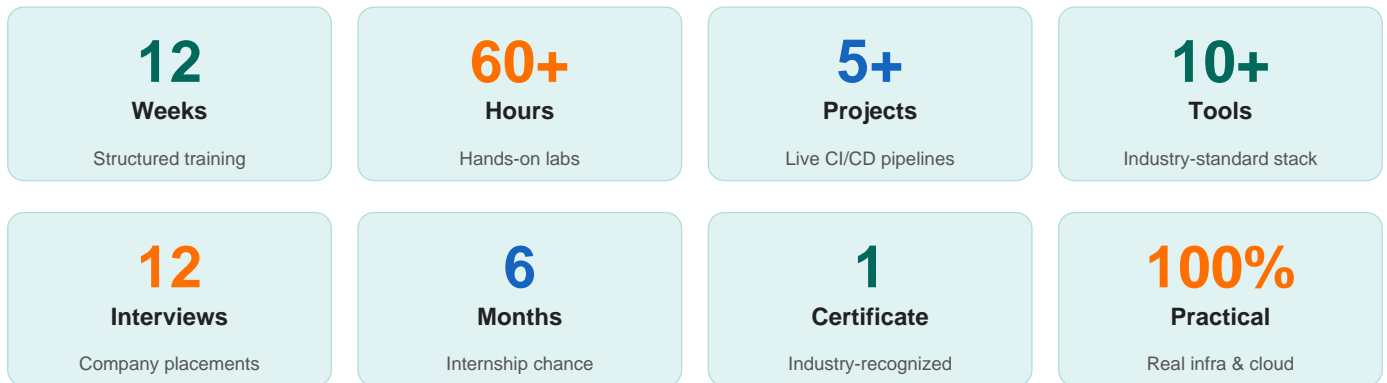 12
Weeks
Structured training
60+
Hours
Hands-on labs
5+
Projects
Live CI/CD pipelines
10+
Tools
Industry-standard stack
12
Interviews
Company placements
6
Months
Internship chance
1
Certificate
Industry-recognized
100%
Practical
Real infra & cloud